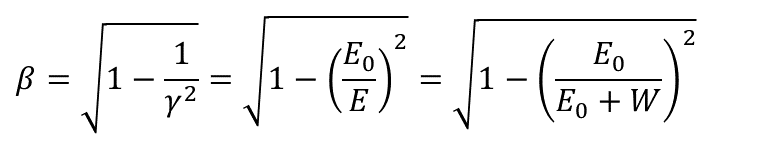 β = √(1 − 1/γ²) = √(1 − (E₀/E)²) = √(1 − (E₀/(E₀ + W))²)